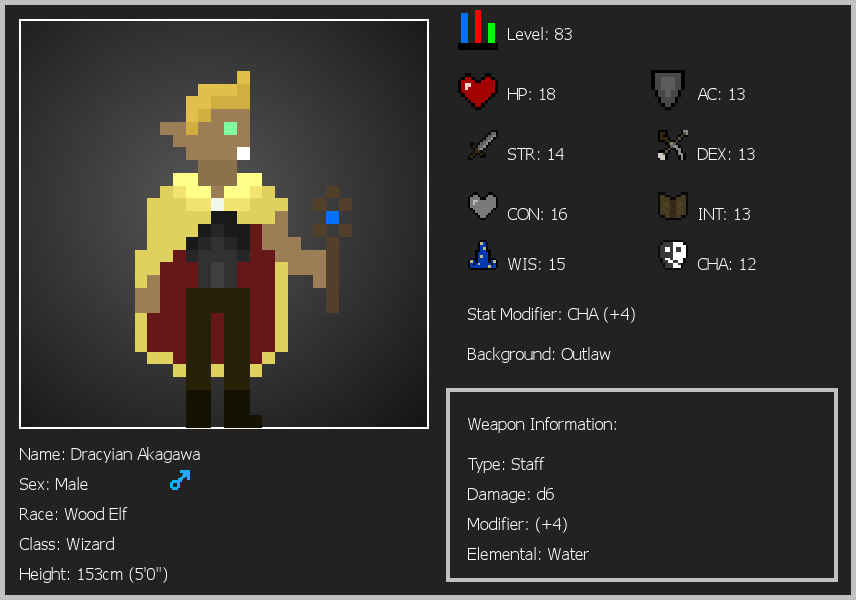 Level: 83
HP: 18
AC: 13
STR: 14
DEX: 13
CON: 16
INT: 13
WIS: 15
CHA: 12
Stat Modifier: CHA (+4)
Background: Outlaw
Weapon Information:
Type: Staff
Damage: d6
Modifier: (+4)
Elemental: Water
Name: Dracyian Akagawa
Sex: Male
Race: Wood Elf
Class: Wizard
Height: 153cm (5'0")